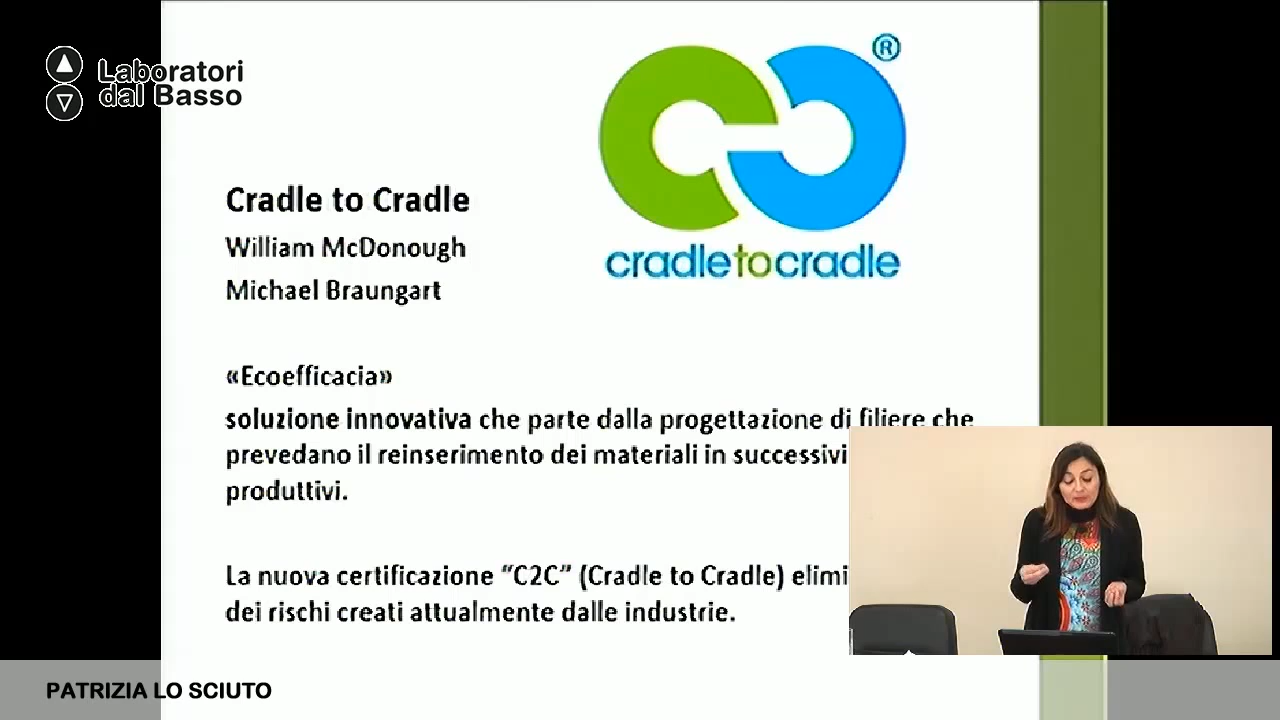 Laboratori
dal Basso
®
cradletocradle
Cradle to Cradle
William McDonough
Michael Braungart
«Ecoefficacia»
soluzione innovativa che parte dalla progettazione di filiere che
prevedano il reinserimento dei materiali in successivi
produttivi.
La nuova certificazione “C2C” (Cradle to Cradle)
dei rischi creati attualmente dalle industrie.
PATRIZIA LO SCIUTO